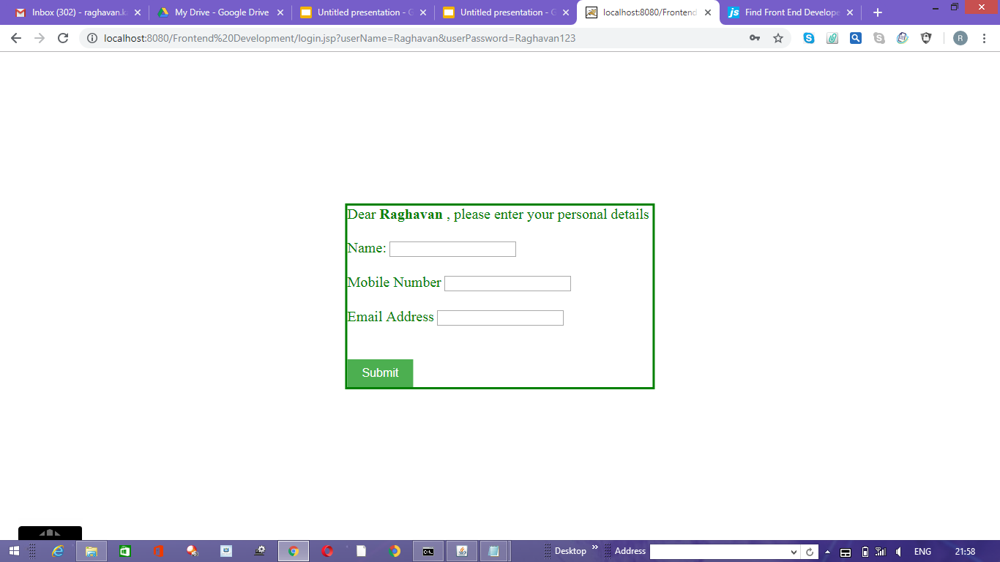 Inbox (302) - raghavan.k
My Drive - Google Drive
Untitled presentation - G
Untitled presentation - G
localhost:8080/Frontend
js
Find Front End Develope
localhost:8080/Frontend%20Development/login.jsp?userName=Raghavan&userPassword=Raghavan123
R
Dear Raghavan , please enter your personal details
Name:
Mobile Number
Email Address
Submit
Desktop
Address
ENG
21:58